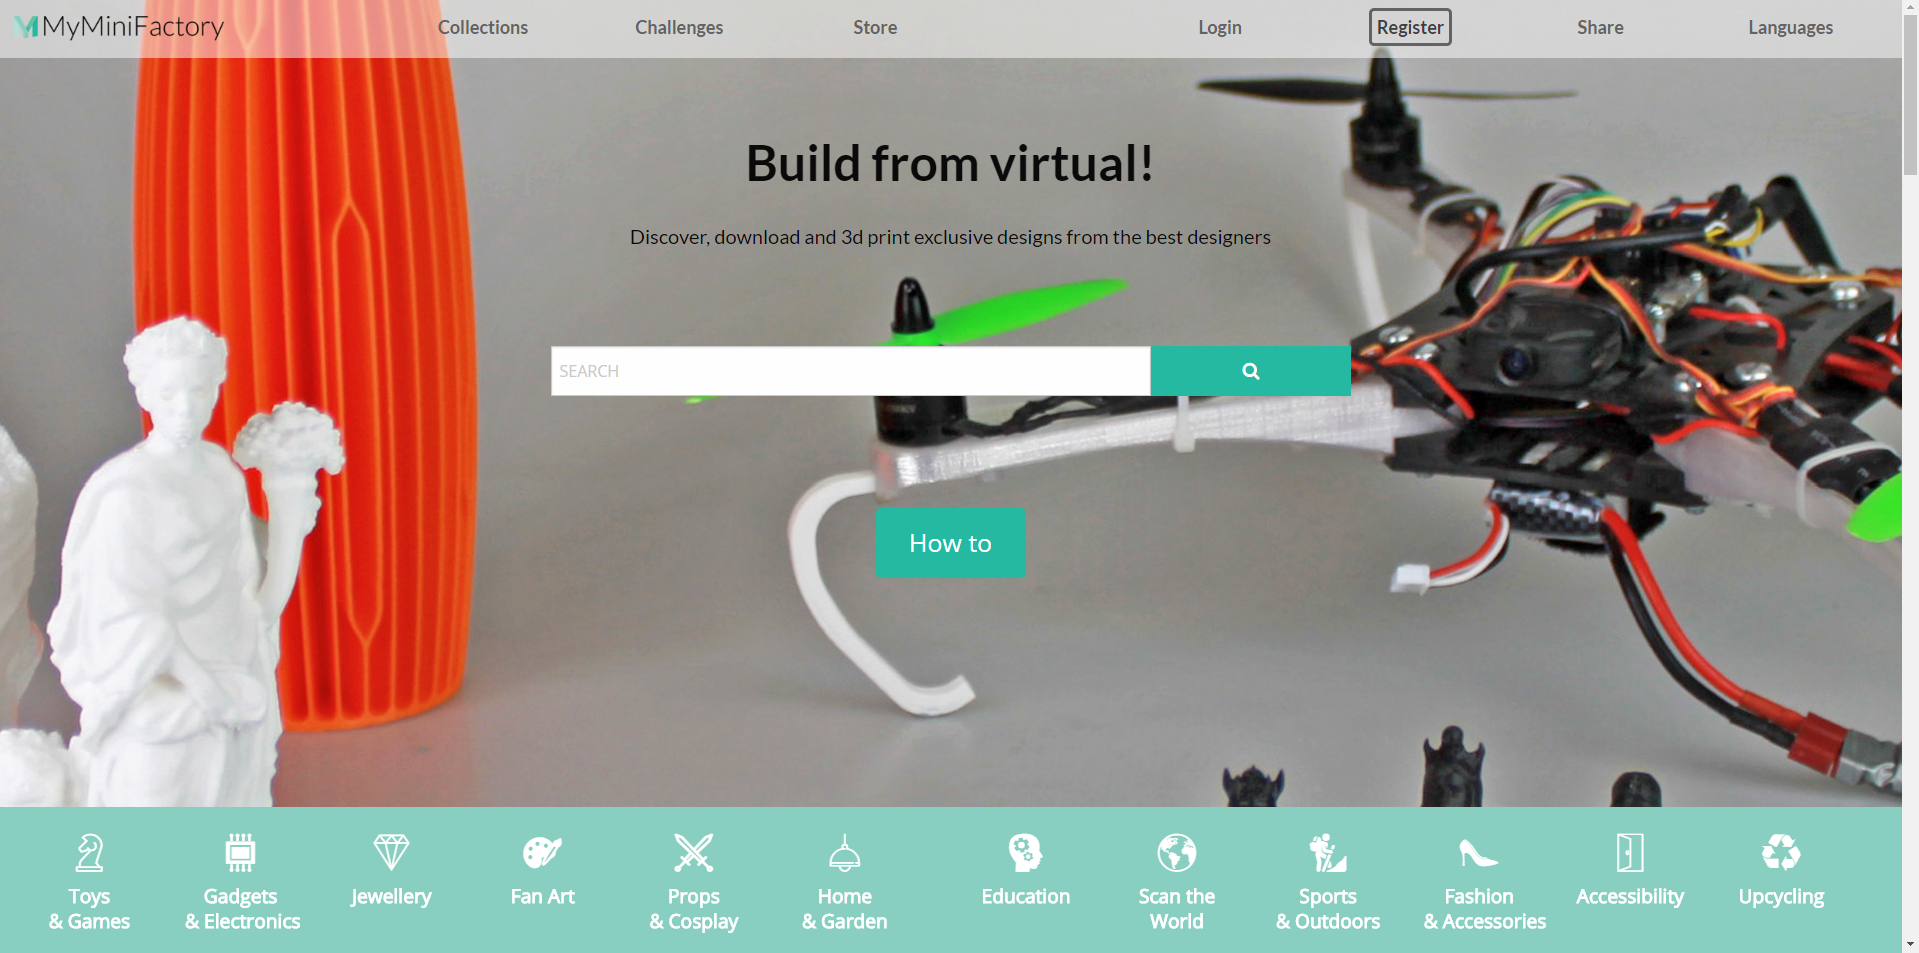 MyMiniFactory
Collections
Challenges
Store
Login
Register
Share
Languages
Build from virtual!
Discover, download and 3d print exclusive designs from the best designers
SEARCH
How to
Toys
& Games
Gadgets
& Electronics
Jewellery
Fan Art
Props
& Cosplay
Home
& Garden
Education
Scan the
World
Sports
& Outdoors
Fashion
& Accessories
Accessibility
Upcycling